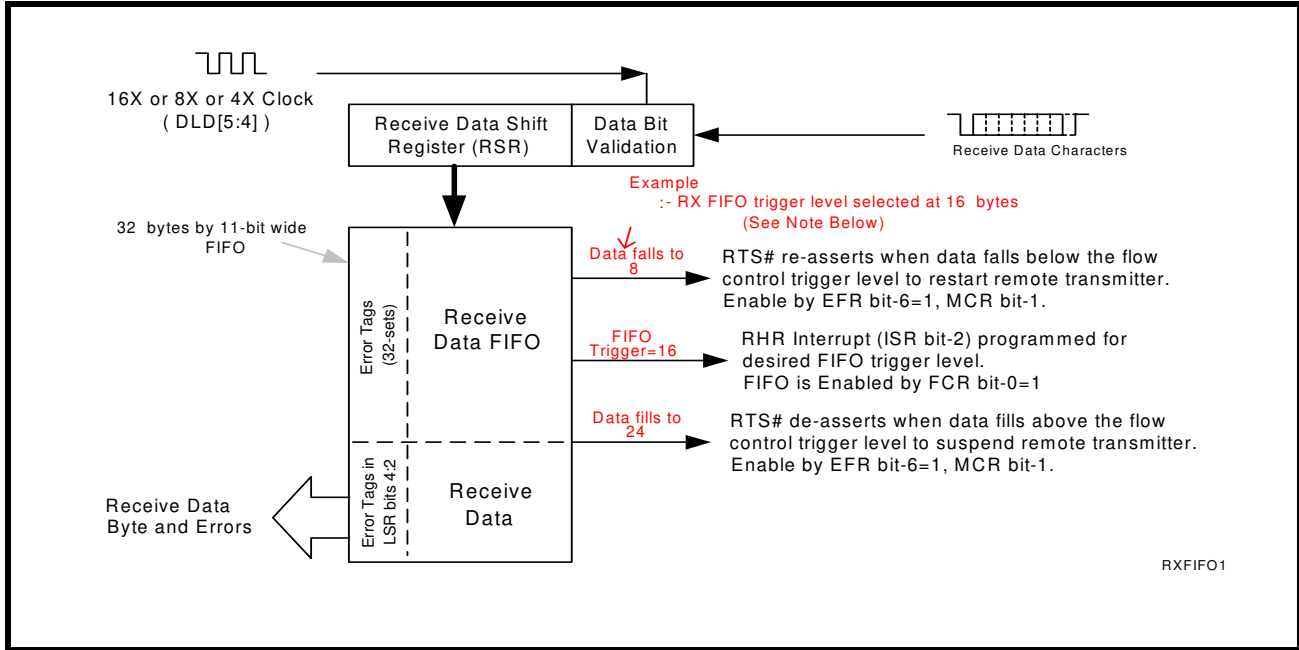 16X or 8X or 4X Clock
( DLD[5:4] )
Receive Data Shift
Register (RSR)
Data Bit
Validation
Receive Data Characters
Example
:- RX FIFO trigger level selected at 16 bytes
(See Note Below)
32 bytes by 11-bit wide
FIFO
Data falls to
8
RTS# re-asserts when data falls below the flow
control trigger level to restart remote transmitter.
Enable by EFR bit-6=1, MCR bit-1.
Error Tags
(32-sets)
Receive
Data FIFO
FIFO
Trigger=16
RHR Interrupt (ISR bit-2) programmed for
desired FIFO trigger level.
FIFO is Enabled by FCR bit-0=1
Data fills to
24
RTS# de-asserts when data fills above the flow
control trigger level to suspend remote transmitter.
Enable by EFR bit-6=1, MCR bit-1.
Error Tags in
LSR bits 4:2
Receive
Data
Receive Data
Byte and Errors
RXFIFO1